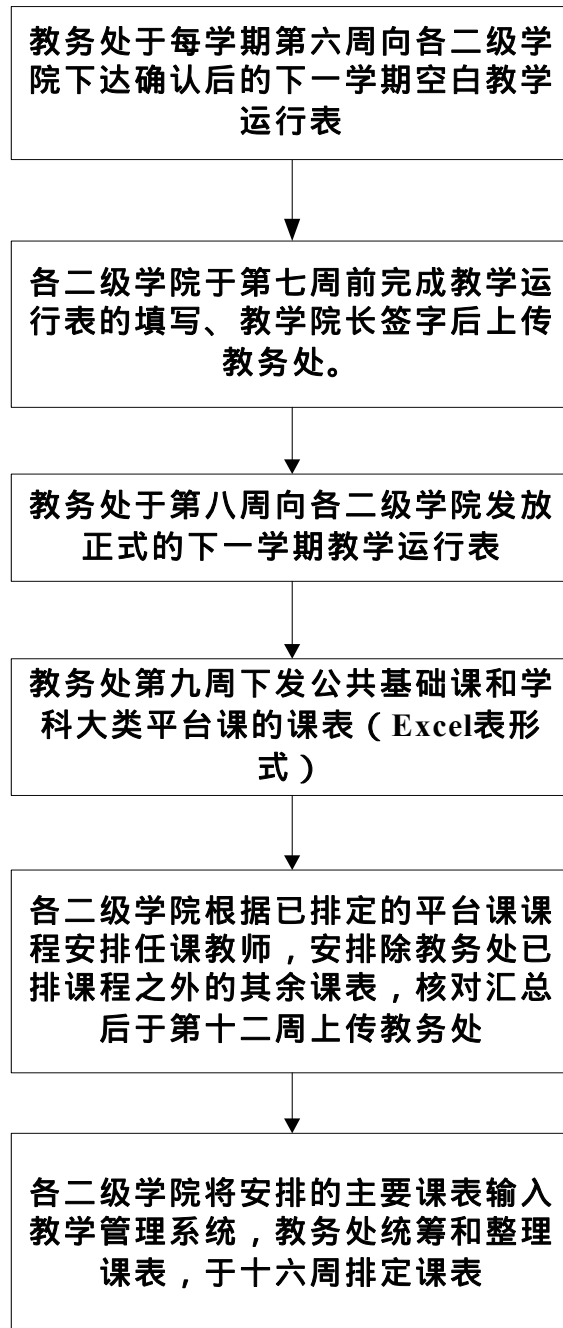 教务处于每学期第六周向各二级学
院下达确认后的下一学期空白教学
运行表
各二级学院于第七周前完成教学运
行表的填写、教学院长签字后上传
教务处。
教务处于第八周向各二级学院发放
正式的下一学期教学运行表
教务处第九周下发公共基础课和学
科大类平台课的课表（Excel表形
式）
各二级学院根据已排定的平台课课
程安排任课教师，安排除教务处已
排课程之外的其余课表，核对汇总
后于第十二周上传教务处
各二级学院将安排的主要课表输入
教学管理系统，教务处统筹和整理
课表，于十六周排定课表